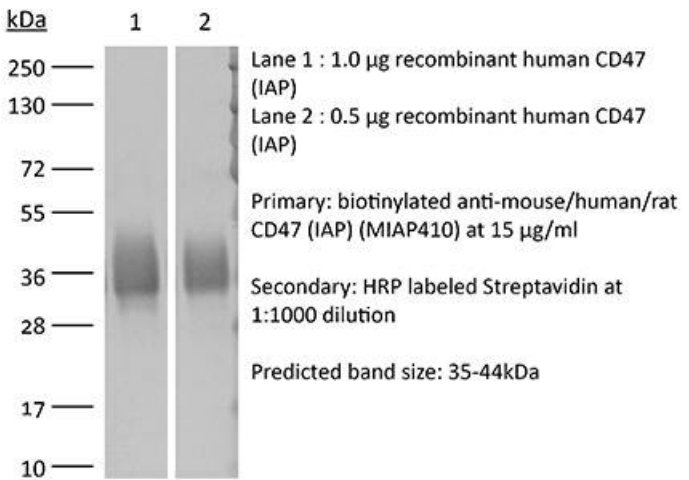 kDa
1 2
250
130
72
55
36
28
17
10
Lane 1 : 1.0 µg recombinant human CD47
(IAP)
Lane 2 : 0.5 µg recombinant human CD47
(IAP)
Primary: biotinylated anti-mouse/human/rat
CD47 (IAP) (MIAP410) at 15 µg/ml
Secondary: HRP labeled Streptavidin at
1:1000 dilution
Predicted band size: 35-44kDa